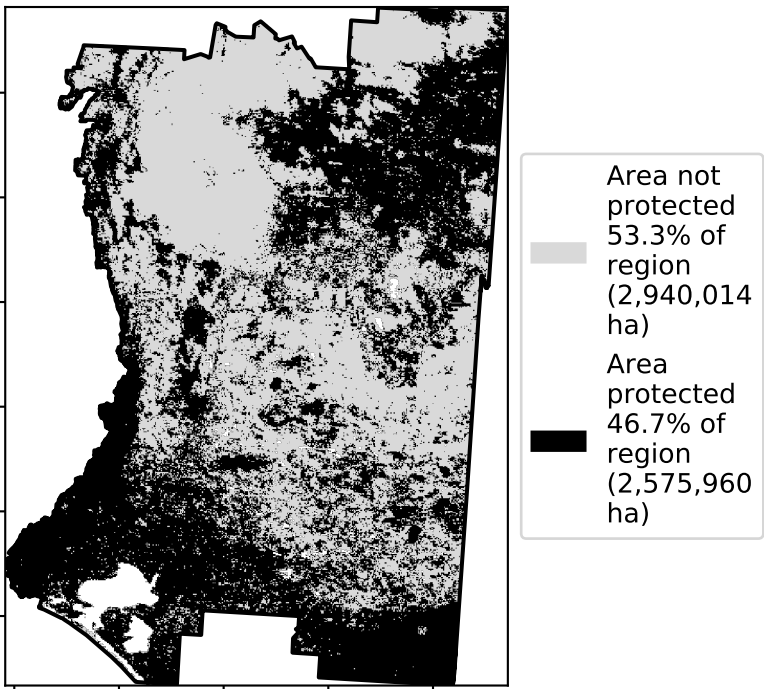 Area not
protected
53.3% of
region
(2,940,014
ha)
Area
protected
46.7% of
region
(2,575,960
ha)